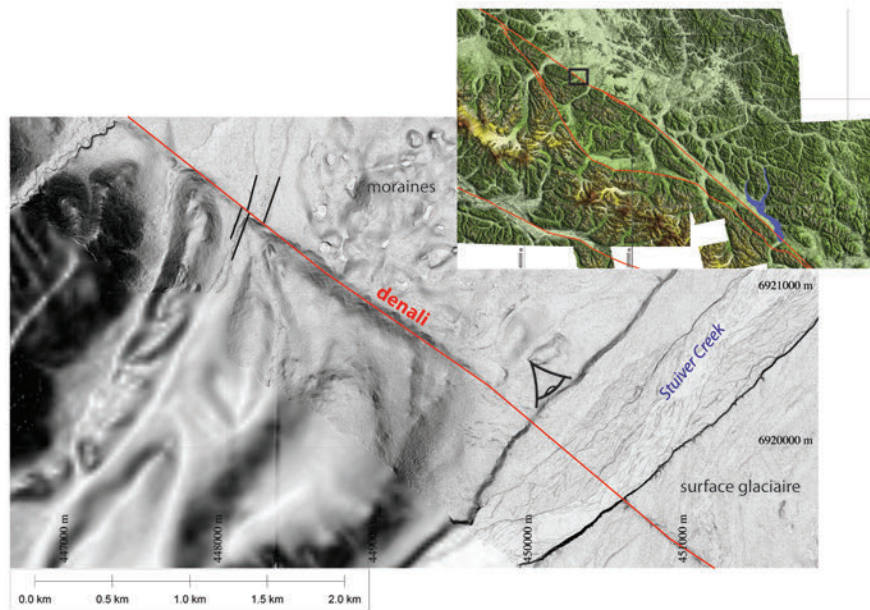 moraines
denali
6921000 m
Stuiver Creek
6920000 m
surface glaciaire
447000 m
448000 m
450000 m
451000 m
0.0 km
0.5 km
1.0 km
1.5 km
2.0 km